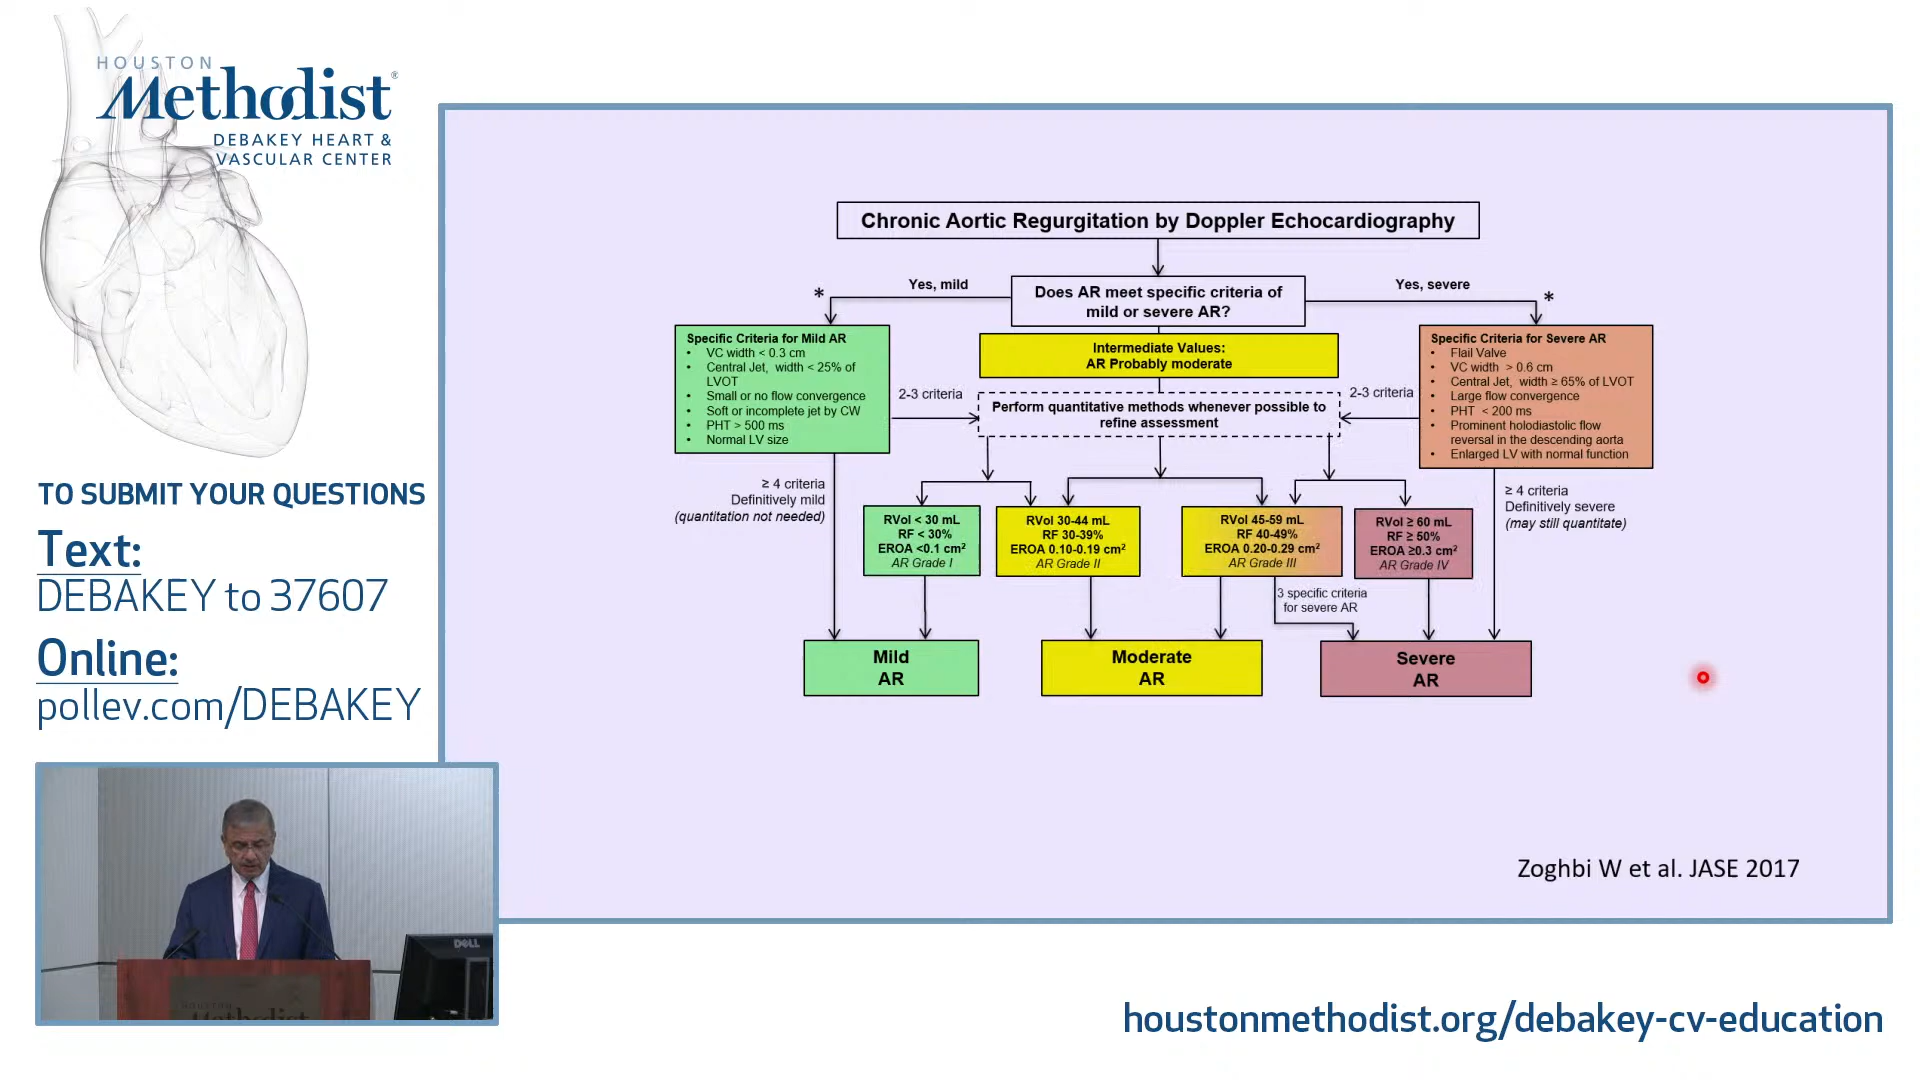 HOUSTON
Methodist®
DEBAKEY HEART &
VASCULAR CENTER
TO SUBMIT YOUR QUESTIONS
Text:
DEBAKEY to 37607
Online:
pollev.com/DEBAKEY
Chronic Aortic Regurgitation by Doppler Echocardiography
Yes, mild
Does AR meet specific criteria of
mild or severe AR?
Yes, severe
*
*
Specific Criteria for Mild AR
• VC width < 0.3 cm
• Central Jet, width < 25% of
LVOT
• Small or no flow convergence
• Soft or incomplete jet by CW
• PHT > 500 ms
• Normal LV size
Intermediate Values:
AR Probably moderate
Specific Criteria for Severe AR
• Flail Valve
• VC width > 0.6 cm
• Central Jet, width ≥ 65% of LVOT
• Large flow convergence
• PHT < 200 ms
• Prominent holodiastolic flow
reversal in the descending aorta
• Enlarged LV with normal function
2-3 criteria
Perform quantitative methods whenever possible to
refine assessment
2-3 criteria
≥ 4 criteria
Definitively mild
(quantitation not needed)
≥ 4 criteria
Definitively severe
(may still quantitate)
RVol < 30 mL
RF < 30%
EROA <0.1 cm²
AR Grade I
RVol 30-44 mL
RF 30-39%
EROA 0.10-0.19 cm²
AR Grade II
RVol 45-59 mL
RF 40-49%
EROA 0.20-0.29 cm²
AR Grade III
RVol ≥ 60 mL
RF ≥ 50%
EROA ≥0.3 cm²
AR Grade IV
3 specific criteria
for severe AR
Mild
AR
Moderate
AR
Severe
AR
Zoghbi W et al. JASE 2017
DELL
Houston
Methodist
houstonmethodist.org/debakey-cv-education